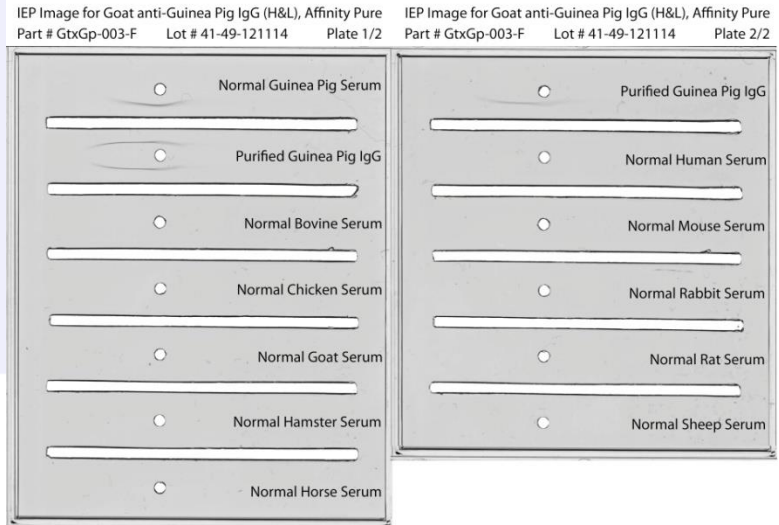 IEP Image for Goat anti-Guinea Pig IgG (H&L), Affinity Pure
Part # GtxGp-003-F Lot # 41-49-121114 Plate 1/2
Normal Guinea Pig Serum
Purified Guinea Pig IgG
Normal Bovine Serum
Normal Chicken Serum
Normal Goat Serum
Normal Hamster Serum
Normal Horse Serum
IEP Image for Goat anti-Guinea Pig IgG (H&L), Affinity Pure
Part # GtxGp-003-F Lot # 41-49-121114 Plate 2/2
Purified Guinea Pig IgG
Normal Human Serum
Normal Mouse Serum
Normal Rabbit Serum
Normal Rat Serum
Normal Sheep Serum